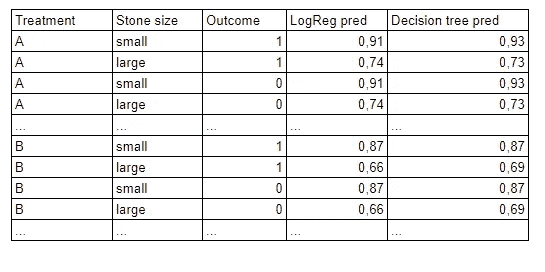 Treatment Stone size Outcome LogReg pred Decision tree pred
A small 1 0,91 0,93
A large 1 0,74 0,73
A small 0 0,91 0,93
A large 0 0,74 0,73
... ... ... ... ...
B small 1 0,87 0,87
B large 1 0,66 0,69
B small 0 0,87 0,87
B large 0 0,66 0,69
... ... ... ... ...